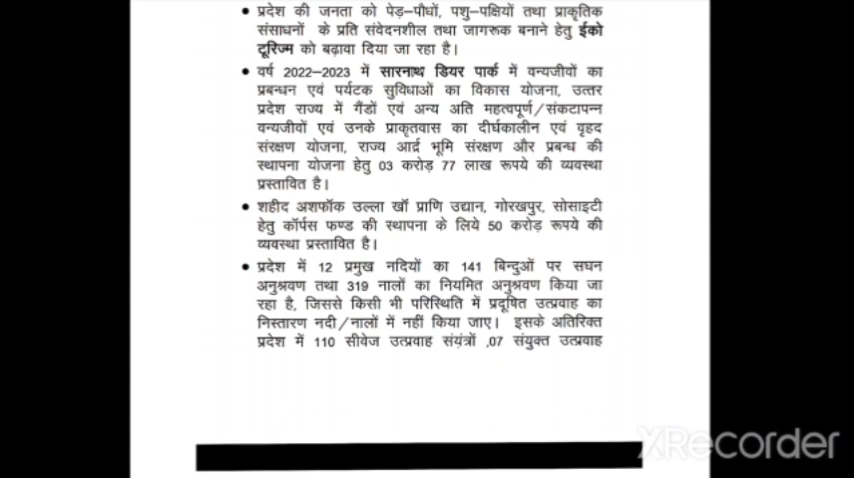 • प्रदेश की जनता को पेड़–पौधों, पशु–पक्षियों तथा प्राकृतिक
संसाधनों के प्रति संवेदनशील तथा जागरूक बनाने हेतु ईको
टूरिज्म को बढ़ावा दिया जा रहा है।
• वर्ष 2022–2023 में सारनाथ डियर पार्क में वन्यजीवों का
प्रबन्धन एवं पर्यटक सुविधाओं का विकास योजना, उत्तर
प्रदेश राज्य में गैंडों एवं अन्य अति महत्वपूर्ण/संकटापन्न
वन्यजीवों एवं उनके प्राकृतवास का दीर्घकालीन एवं वृहद
संरक्षण योजना, राज्य आर्द्र भूमि संरक्षण और प्रबन्ध की
स्थापना योजना हेतु 03 करोड़ 77 लाख रूपये की व्यवस्था
प्रस्तावित है।
• शहीद अशफॉक उल्ला खॉ प्राणि उद्यान, गोरखपुर, सोसाइटी
हेतु कॉर्पस फण्ड की स्थापना के लिये 50 करोड़ रूपये की
व्यवस्था प्रस्तावित है।
• प्रदेश में 12 प्रमुख नदियों का 141 बिन्दुओं पर सघन
अनुश्रवण तथा 319 नालों का नियमित अनुश्रवण किया जा
रहा है, जिससे किसी भी परिस्थिति में प्रदूषित उत्प्रवाह का
निस्तारण नदी/नालों में नहीं किया जाए। इसके अतिरिक्त
प्रदेश में 110 सीवेज उत्प्रवाह संयंत्रों ,07 संयुक्त उत्प्रवाह
XRecorder